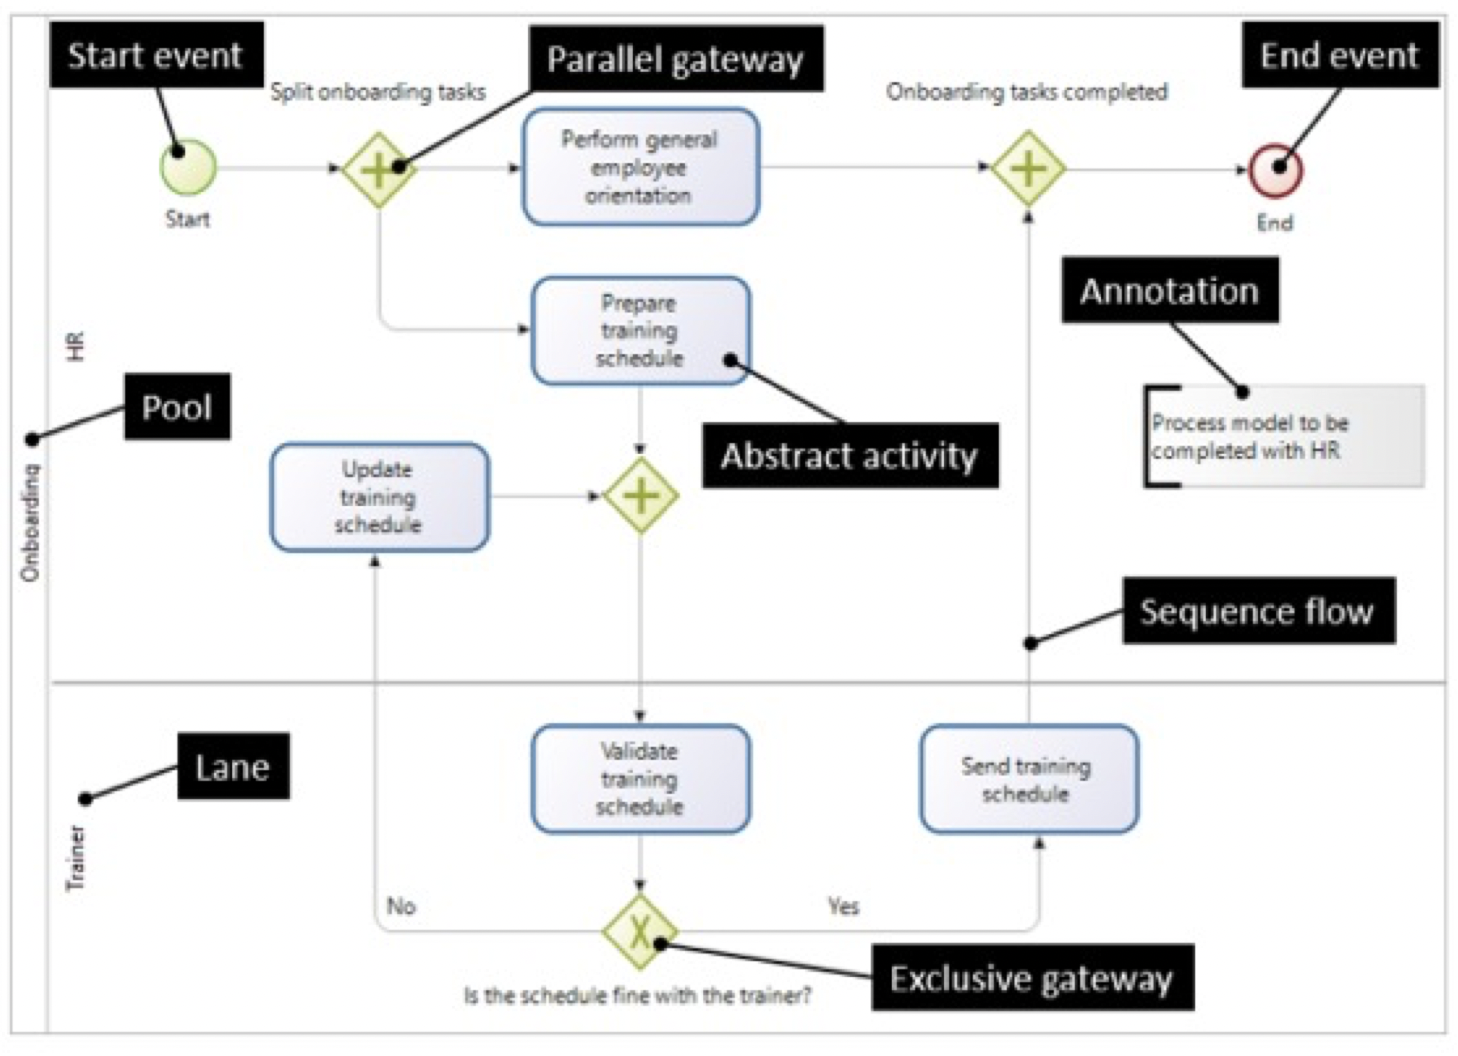 Start event
Parallel gateway
End event
Split onboarding tasks
Onboarding tasks completed
Perform general
employee
orientation
Start
End
Annotation
Prepare
training
schedule
HR
Pool
Process model to be
completed with HR
Abstract activity
Update
training
schedule
Onboarding
Sequence flow
Lane
Validate
training
schedule
Send training
schedule
Trainer
No
Yes
X
Exclusive gateway
Is the schedule fine with the trainer?